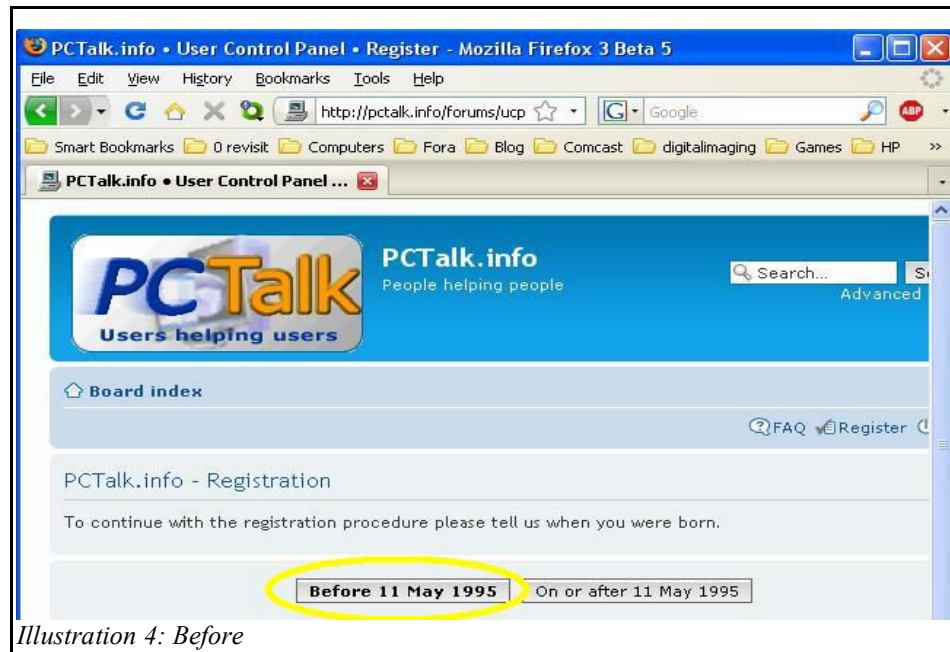 PCTalk.info • User Control Panel • Register - Mozilla Firefox 3 Beta 5
File Edit View History Bookmarks Tools Help
http://pctalk.info/forums/ucp G Google ABP
Smart Bookmarks 0 revisit Computers Fora Blog Comcast digitalimaging Games HP »
PCTalk.info • User Control Panel ...
PCTalk
Users helping users
PCTalk.info
People helping people
Search...
Advanced
Board index
FAQ Register
PCTalk.info - Registration
To continue with the registration procedure please tell us when you were born.
Before 11 May 1995 On or after 11 May 1995
Illustration 4: Before